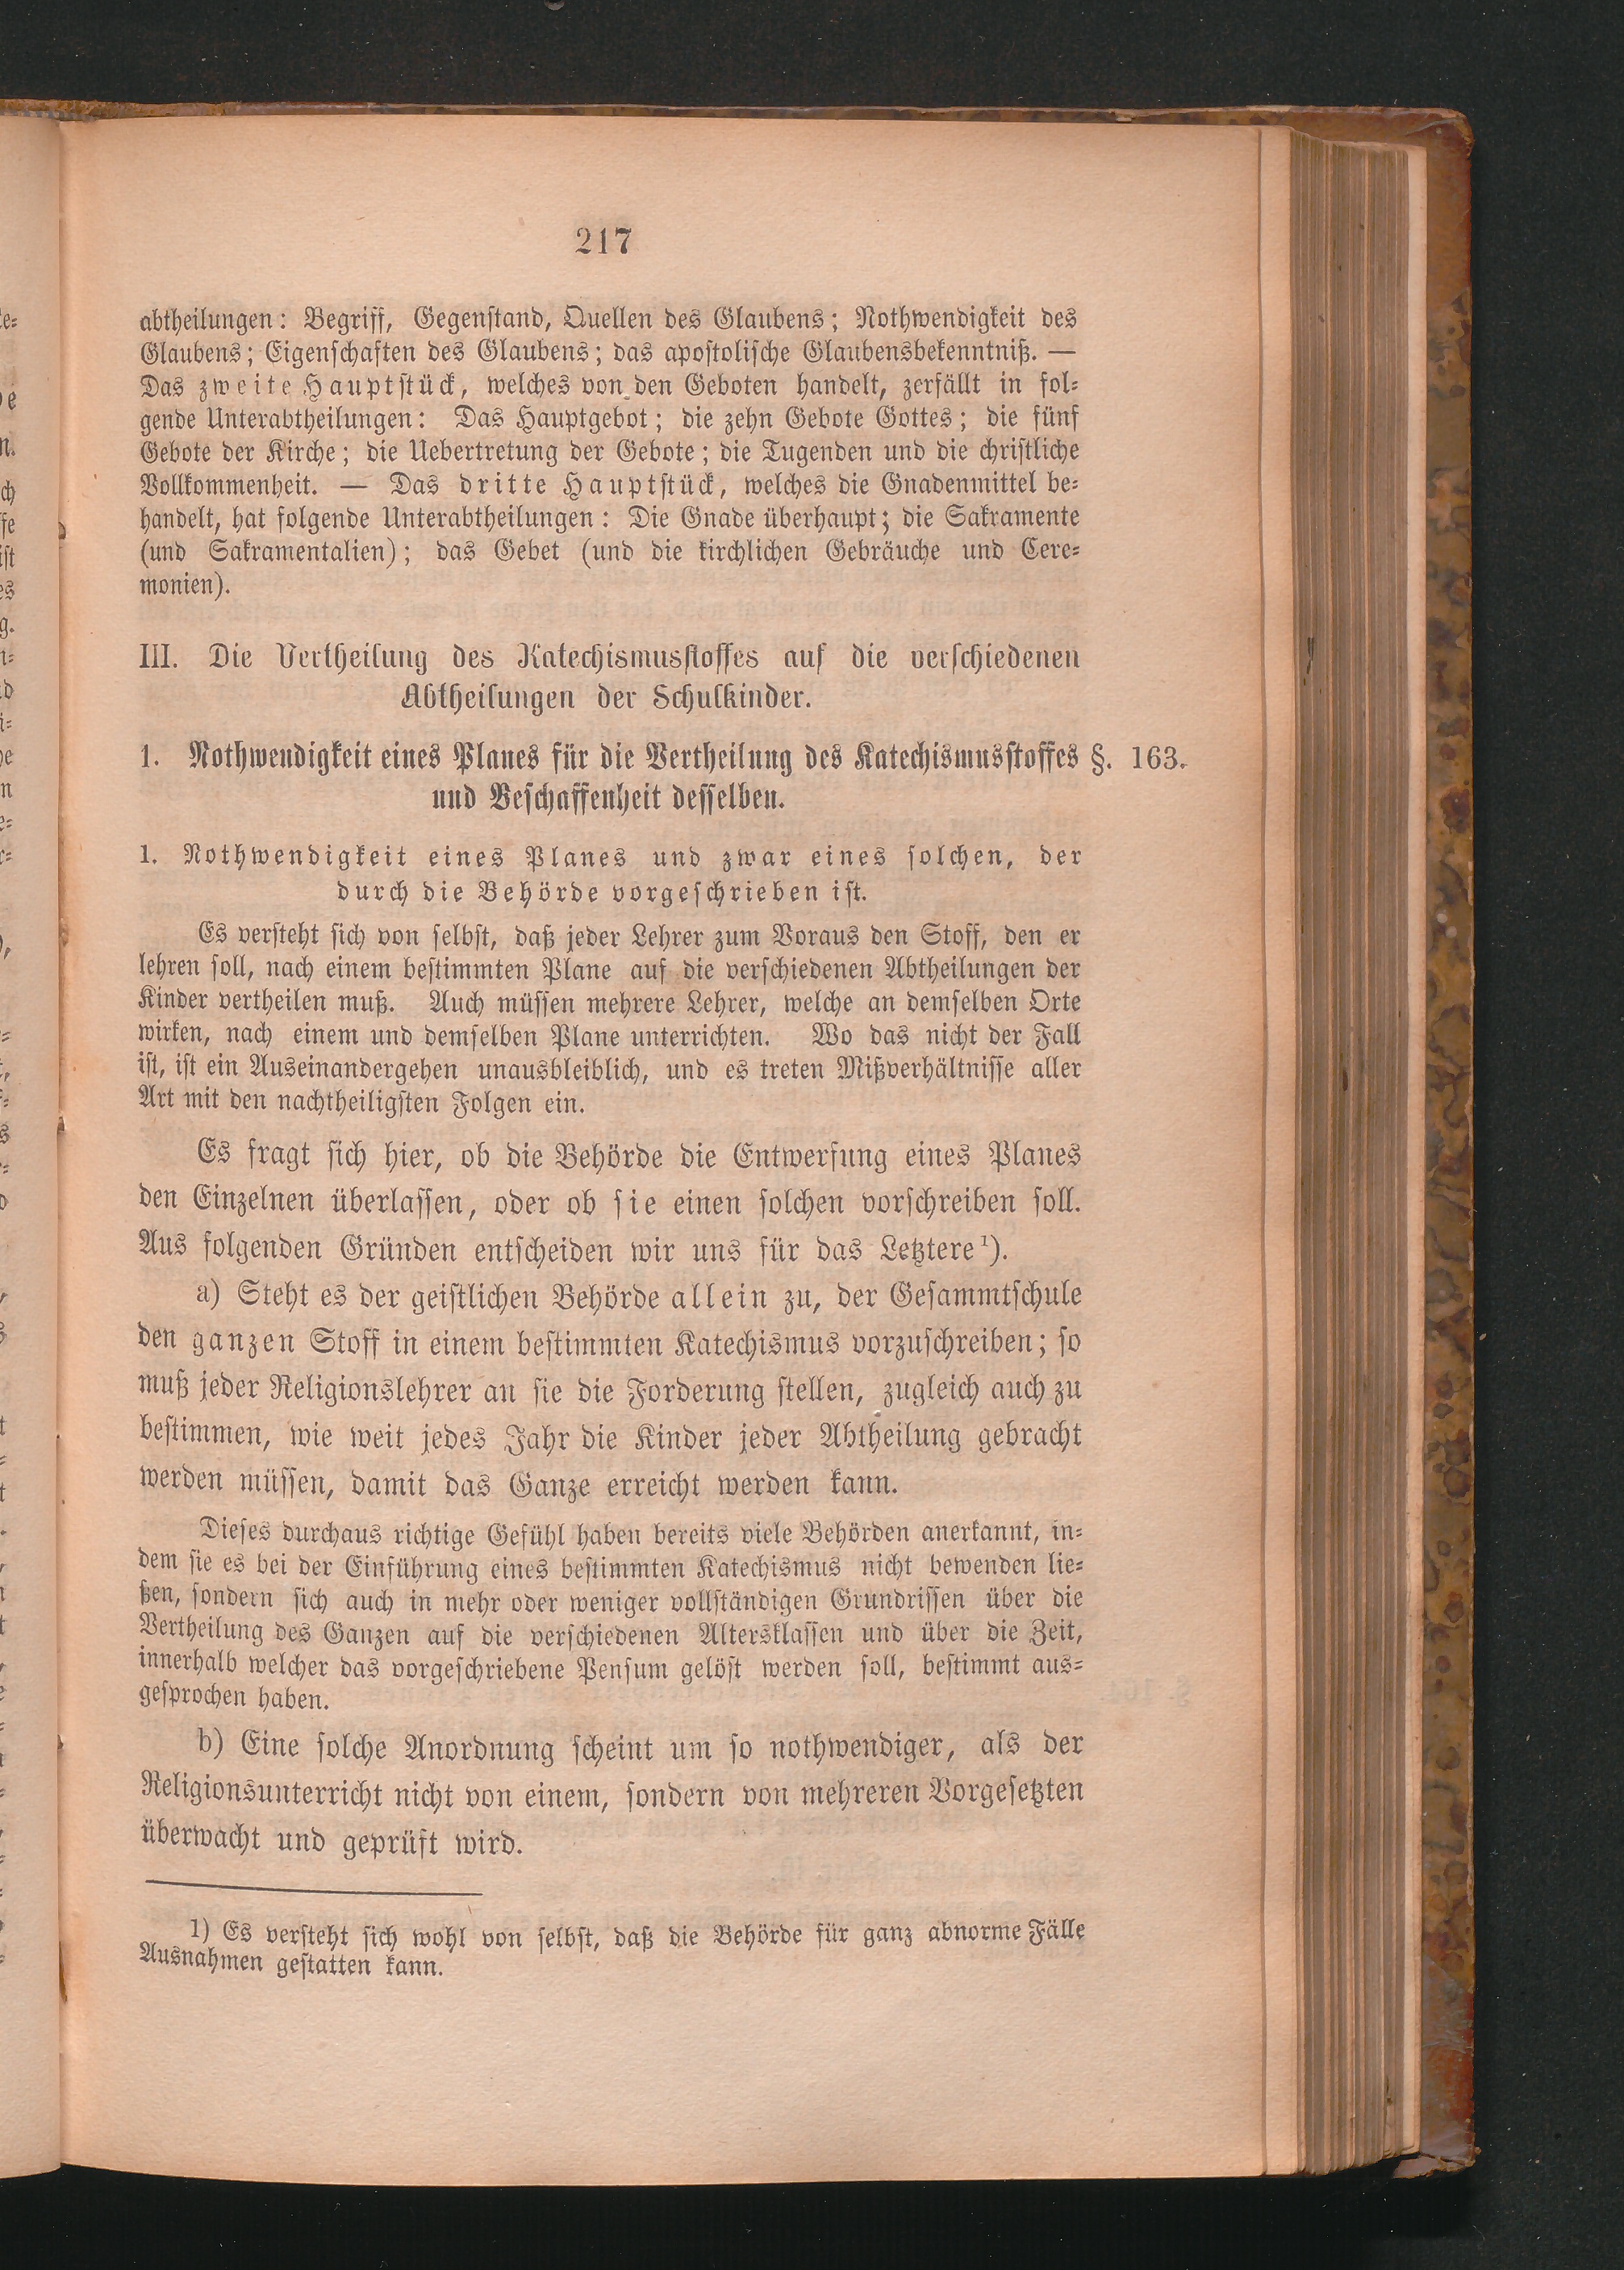 217
abtheilungen: Begriff, Gegenstand, Quellen des Glaubens; Nothwendigkeit des
Glaubens; Eigenschaften des Glaubens; das apostolische Glaubensbekenntniß. —
Das zweite Hauptstück, welches von den Geboten handelt, zerfällt in fol-
gende Unterabtheilungen: Das Hauptgebot; die zehn Gebote Gottes; die fünf
Gebote der Kirche; die Uebertretung der Gebote; die Tugenden und die christliche
Vollkommenheit. — Das dritte Hauptstück, welches die Gnadenmittel be-
handelt, hat folgende Unterabtheilungen: Die Gnade überhaupt; die Sakramente
(und Sakramentalien); das Gebet (und die kirchlichen Gebräuche und Cere-
monien).
III. Die Vertheilung des Katechismusstoffes auf die verschiedenen
Abtheilungen der Schulkinder.
1. Nothwendigkeit eines Planes für die Vertheilung des Katechismusstoffes §. 163.
und Beschaffenheit desselben.
1. Nothwendigkeit eines Planes und zwar eines solchen, der
durch die Behörde vorgeschrieben ist.
Es versteht sich von selbst, daß jeder Lehrer zum Voraus den Stoff, den er
lehren soll, nach einem bestimmten Plane auf die verschiedenen Abtheilungen der
Kinder vertheilen muß. Auch müssen mehrere Lehrer, welche an demselben Orte
wirken, nach einem und demselben Plane unterrichten. Wo das nicht der Fall
ist, ist ein Auseinandergehen unausbleiblich, und es treten Mißverhältnisse aller
Art mit den nachtheiligsten Folgen ein.
Es fragt sich hier, ob die Behörde die Entwerfung eines Planes
den Einzelnen überlassen, oder ob sie einen solchen vorschreiben soll.
Aus folgenden Gründen entscheiden wir uns für das Letztere¹).
a) Steht es der geistlichen Behörde allein zu, der Gesammtschule
den ganzen Stoff in einem bestimmten Katechismus vorzuschreiben; so
muß jeder Religionslehrer an sie die Forderung stellen, zugleich auch zu
bestimmen, wie weit jedes Jahr die Kinder jeder Abtheilung gebracht
werden müssen, damit das Ganze erreicht werden kann.
Dieses durchaus richtige Gefühl haben bereits viele Behörden anerkannt, in-
dem sie es bei der Einführung eines bestimmten Katechismus nicht bewenden lie-
ßen, sondern sich auch in mehr oder weniger vollständigen Grundrissen über die
Vertheilung des Ganzen auf die verschiedenen Altersklassen und über die Zeit,
innerhalb welcher das vorgeschriebene Pensum gelöst werden soll, bestimmt aus-
gesprochen haben.
b) Eine solche Anordnung scheint um so nothwendiger, als der
Religionsunterricht nicht von einem, sondern von mehreren Vorgesetzten
überwacht und geprüft wird.
1) Es versteht sich wohl von selbst, daß die Behörde für ganz abnorme Fälle
Ausnahmen gestatten kann.